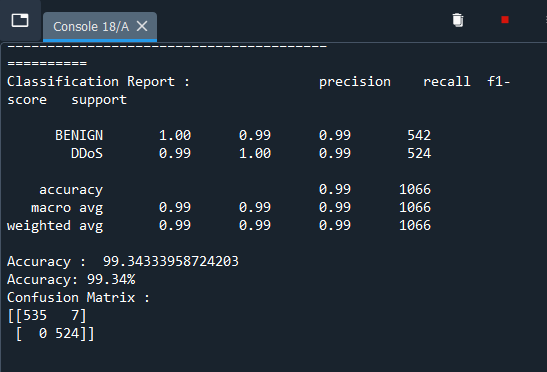 Console 18/A
========================================
==========
Classification Report :                 precision    recall  f1-
score   support

      BENIGN       1.00      0.99      0.99       542
        DDoS       0.99      1.00      0.99       524

    accuracy                           0.99      1066
   macro avg       0.99      0.99      0.99      1066
weighted avg       0.99      0.99      0.99      1066

Accuracy :  99.34333958724203
Accuracy: 99.34%
Confusion Matrix :
[[535   7]
 [  0 524]]